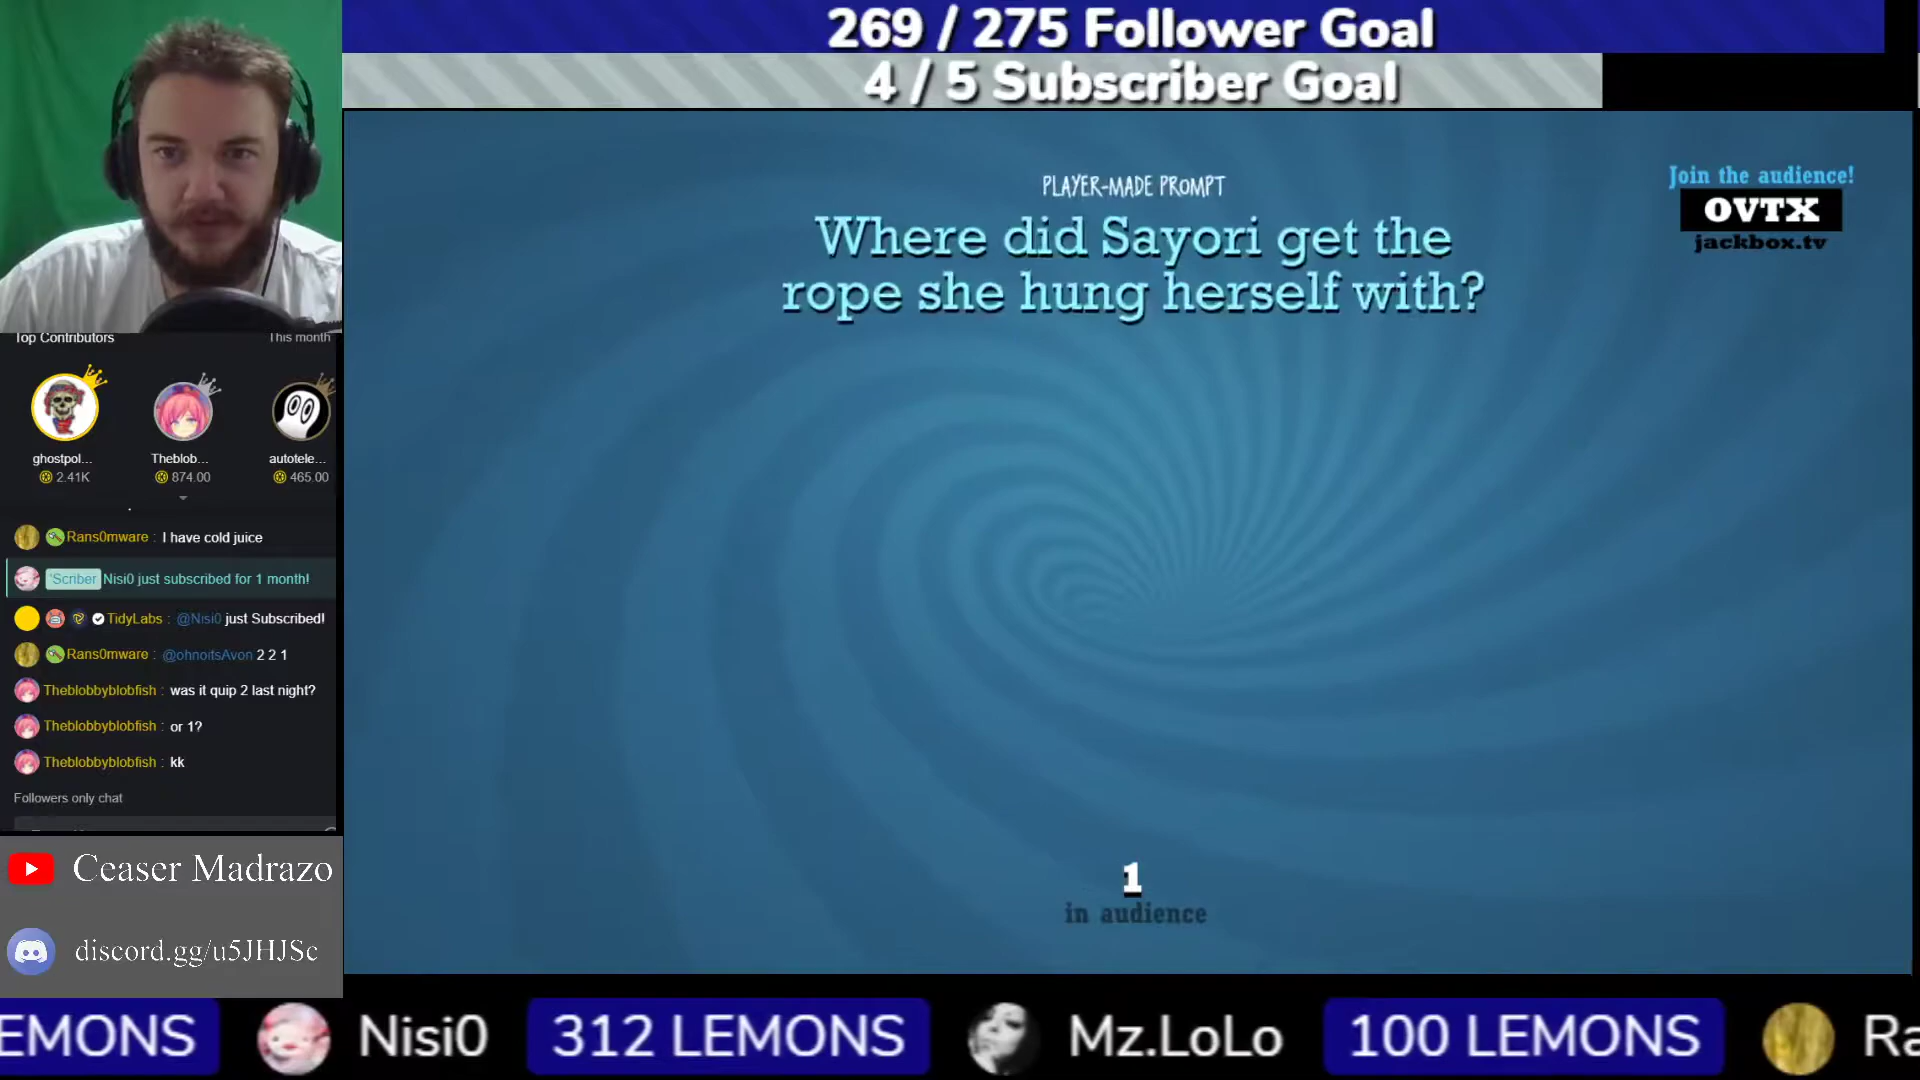 269 / 275 Follower Goal
4 / 5 Subscriber Goal
PLAYER-MADE PROMPT
Where did Sayori get the
rope she hung herself with?
Join the audience!
OVTX
jackbox.tv
Top Contributors
This month
ghostpol...
2.41K
Theblob...
874.00
autotele...
465.00
Rans0mware : I have cold juice
'Scriber Nisi0 just subscribed for 1 month!
TidyLabs : @Nisi0 just Subscribed!
Rans0mware : @ohnoitsAvon 2 2 1
Theblobbyblobfish : was it quip 2 last night?
Theblobbyblobfish : or 1?
Theblobbyblobfish : kk
Followers only chat
Ceaser Madrazo
discord.gg/u5JHJSc
1
in audience
EMONS Nisi0 312 LEMONS Mz.LoLo 100 LEMONS Ra